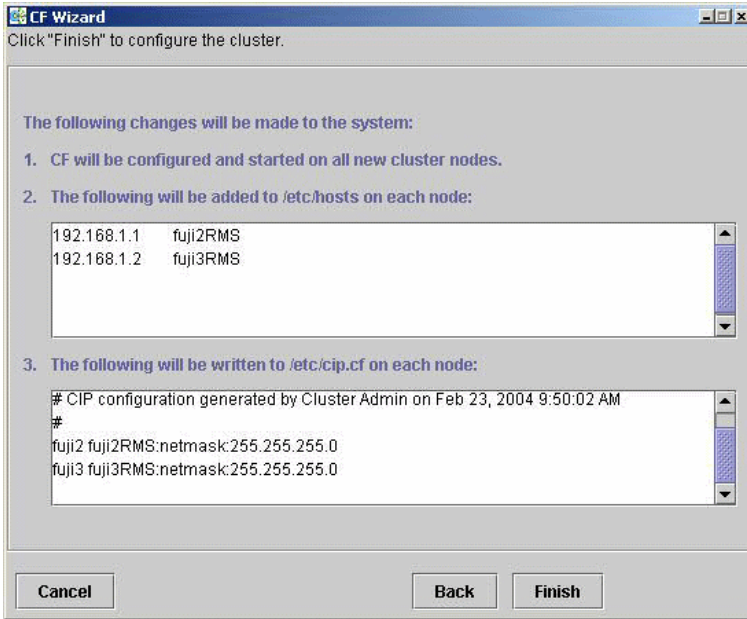 CF Wizard
Click "Finish" to configure the cluster.
The following changes will be made to the system:
1. CF will be configured and started on all new cluster nodes.
2. The following will be added to /etc/hosts on each node:
192.168.1.1 fuji2RMS
192.168.1.2 fuji3RMS
3. The following will be written to /etc/cip.cf on each node:
# CIP configuration generated by Cluster Admin on Feb 23, 2004 9:50:02 AM
#
fuji2 fuji2RMS:netmask:255.255.255.0
fuji3 fuji3RMS:netmask:255.255.255.0
Cancel Back Finish